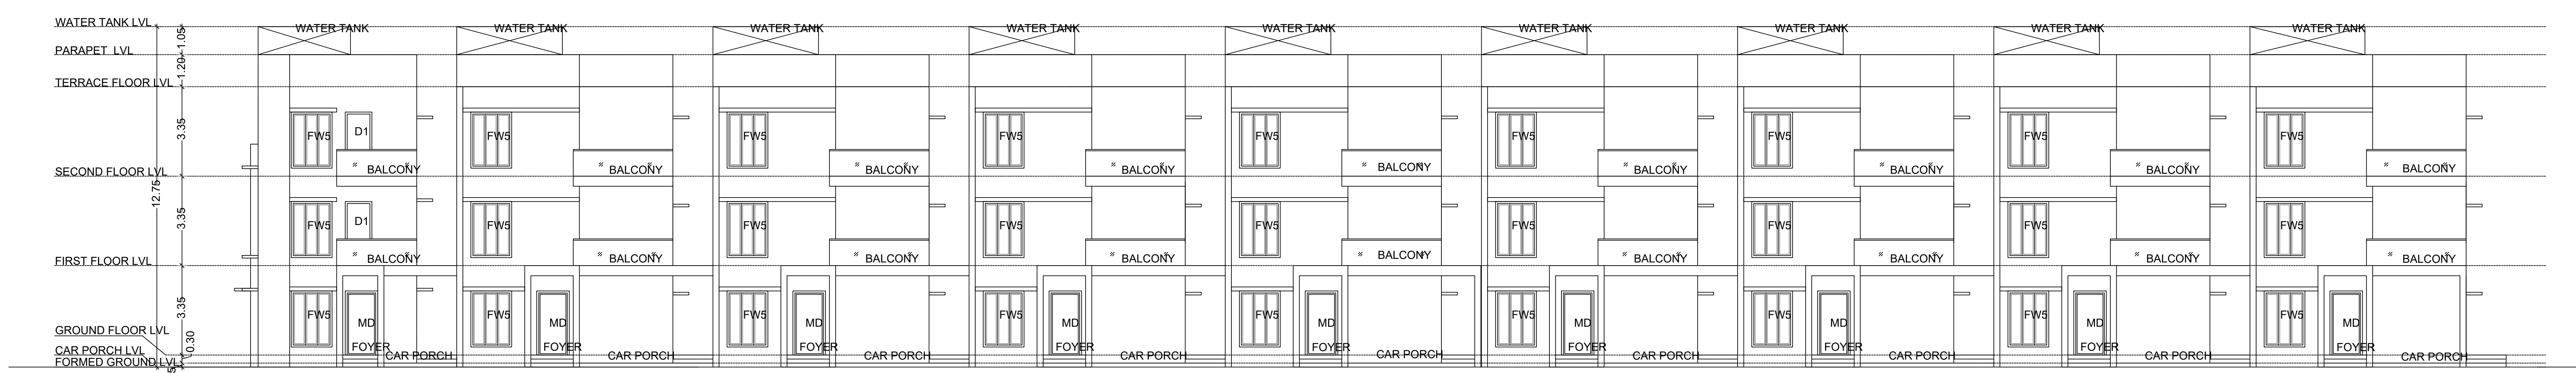 WATER TANK LVL
WATER TANK
WATER TANK
WATER TANK
WATER TANK
WATER TANK
WATER TANK
WATER TANK
WATER TANK
WATER TANK
1.05
PARAPET LVL
1.20
TERRACE FLOOR LVL
3.35
FW5
D1
FW5
FW5
FW5
FW5
FW5
FW5
FW5
FW5
BALCONY
BALCONY
BALCONY
BALCONY
BALCONY
BALCONY
BALCONY
BALCONY
BALCONY
SECOND FLOOR LVL
12.75
3.35
FW5
D1
FW5
FW5
FW5
FW5
FW5
FW5
FW5
FW5
BALCONY
BALCONY
BALCONY
BALCONY
BALCONY
BALCONY
BALCONY
BALCONY
BALCONY
FIRST FLOOR LVL
3.35
FW5
MD
FW5
MD
FW5
MD
FW5
MD
FW5
MD
FW5
MD
FW5
MD
FW5
MD
FW5
MD
GROUND FLOOR LVL
0.30
FOYER
FOYER
FOYER
FOYER
FOYER
FOYER
FOYER
FOYER
FOYER
CAR PORCH LVL
CAR PORCH
CAR PORCH
CAR PORCH
CAR PORCH
CAR PORCH
CAR PORCH
CAR PORCH
CAR PORCH
CAR PORCH
FORMED GROUND LVL